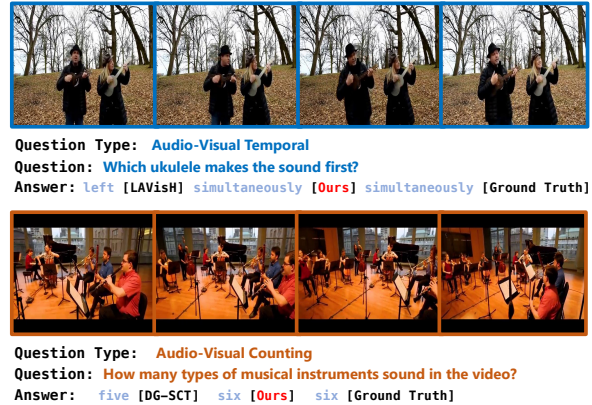 Question Type: Audio-Visual Temporal
Question: Which ukulele makes the sound first?
Answer: left [LAVisH] simultaneously [Ours] simultaneously [Ground Truth]
Question Type: Audio-Visual Counting
Question: How many types of musical instruments sound in the video?
Answer: five [DG-SCT] six [Ours] six [Ground Truth]